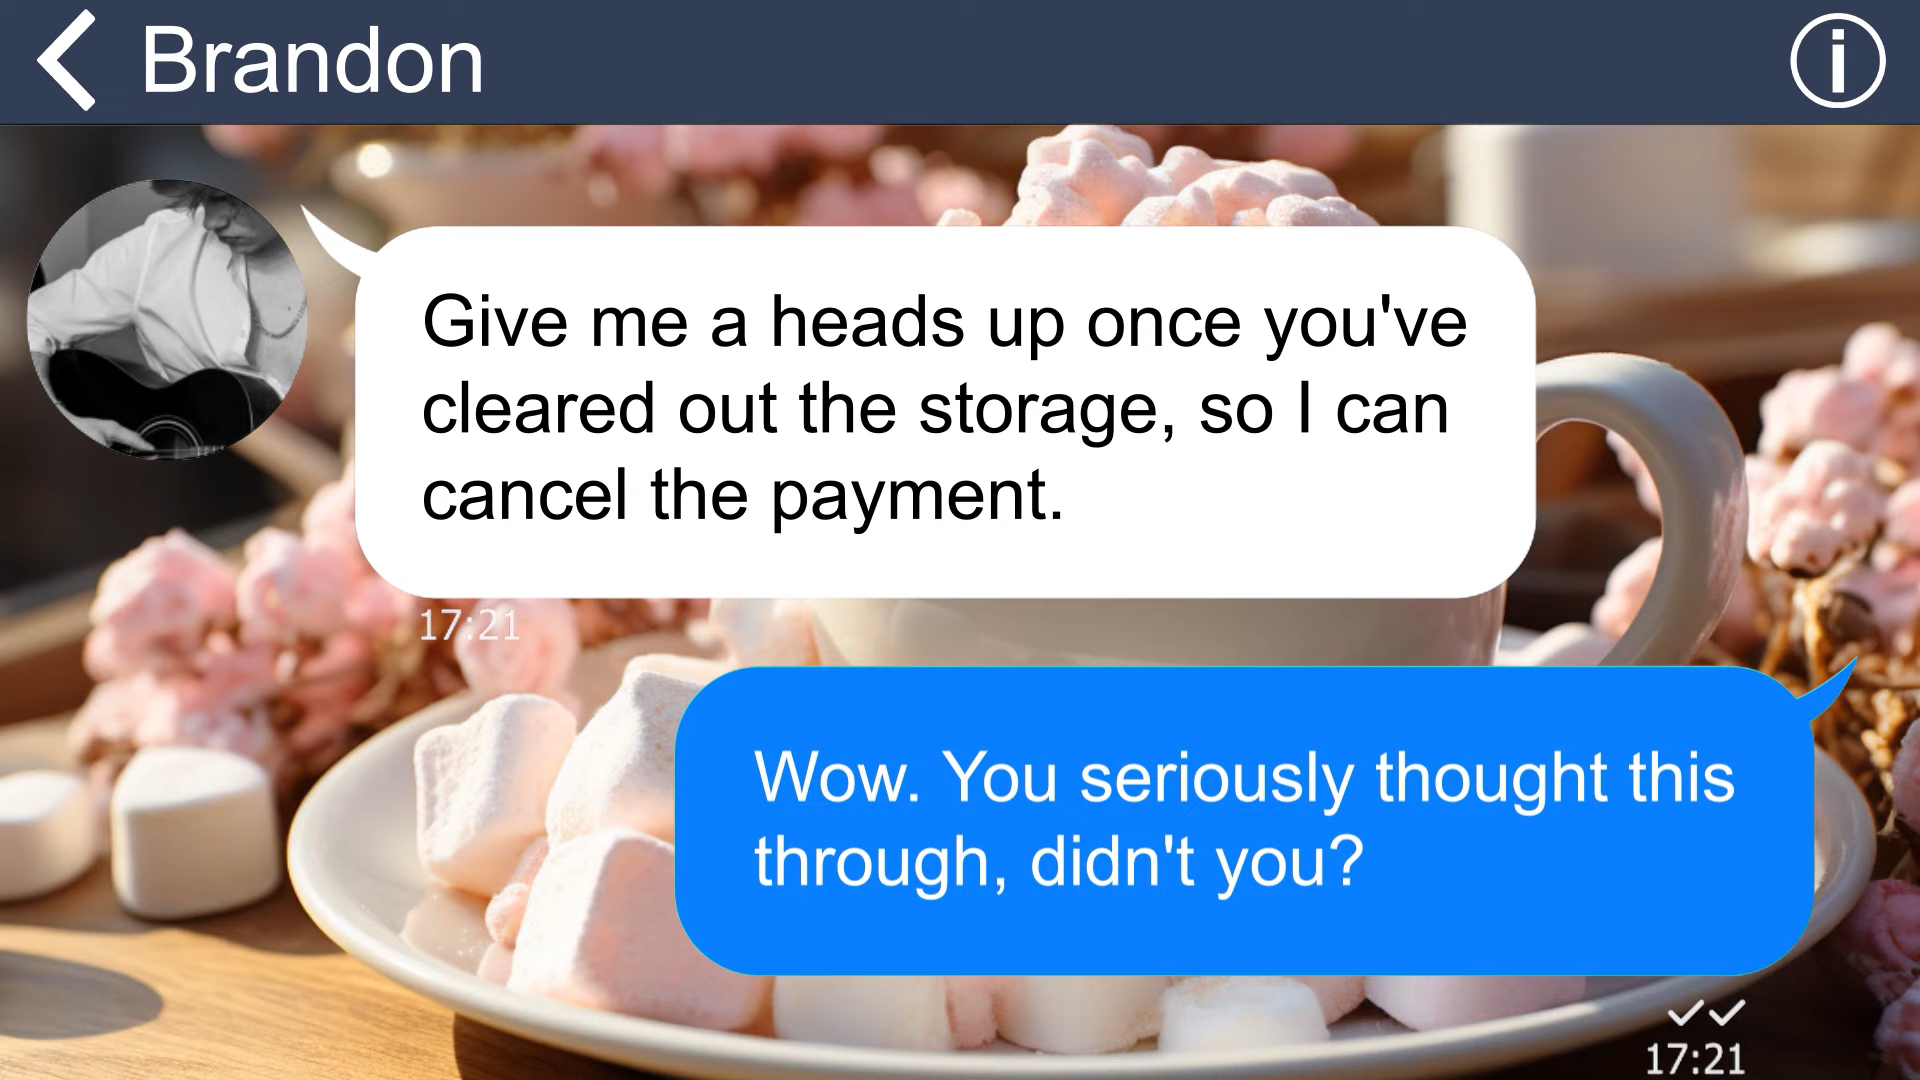 Brandon
Give me a heads up once you've
cleared out the storage, so I can
cancel the payment.
17:21
Wow. You seriously thought this
through, didn't you?
17:21